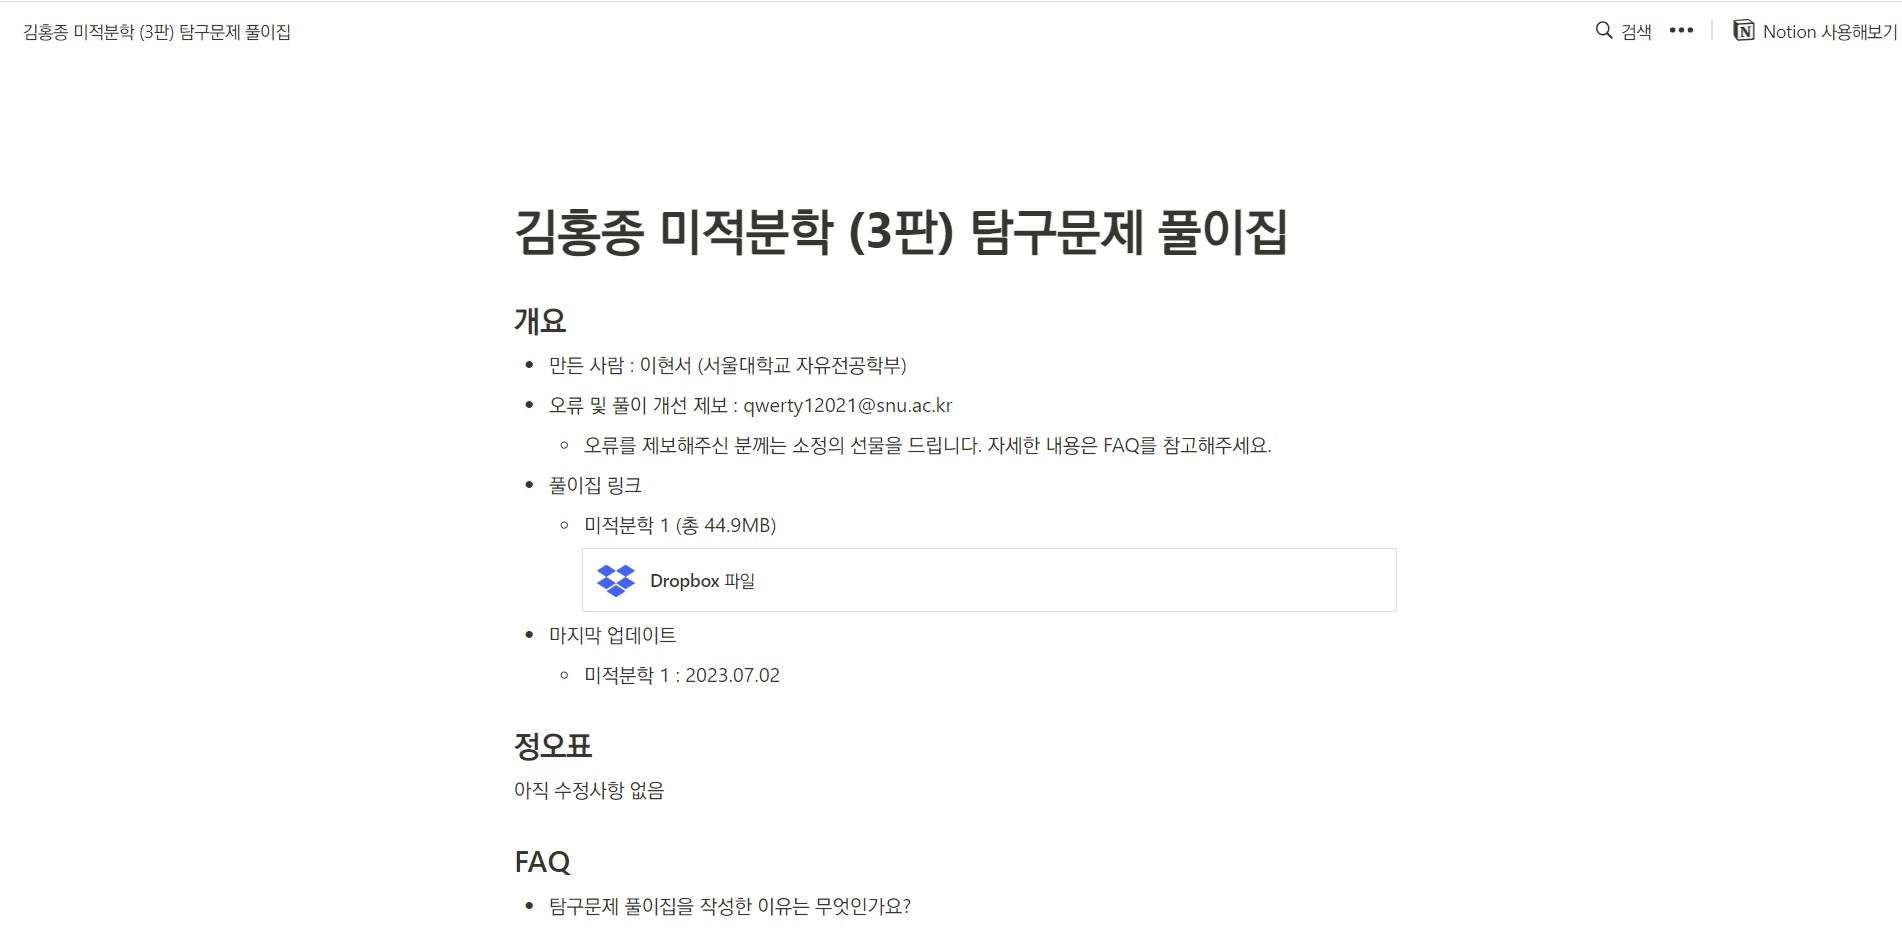 김홍종 미적분학 (3판) 탐구문제 풀이집
검색 ••• Notion 사용해보기
김홍종 미적분학 (3판) 탐구문제 풀이집
개요
• 만든 사람 : 이현서 (서울대학교 자유전공학부)
• 오류 및 풀이 개선 제보 : qwerty12021@snu.ac.kr
◦ 오류를 제보해주신 분께는 소정의 선물을 드립니다. 자세한 내용은 FAQ를 참고해주세요.
• 풀이집 링크
◦ 미적분학 1 (총 44.9MB)
Dropbox 파일
• 마지막 업데이트
◦ 미적분학 1 : 2023.07.02
정오표
아직 수정사항 없음
FAQ
• 탐구문제 풀이집을 작성한 이유는 무엇인가요?